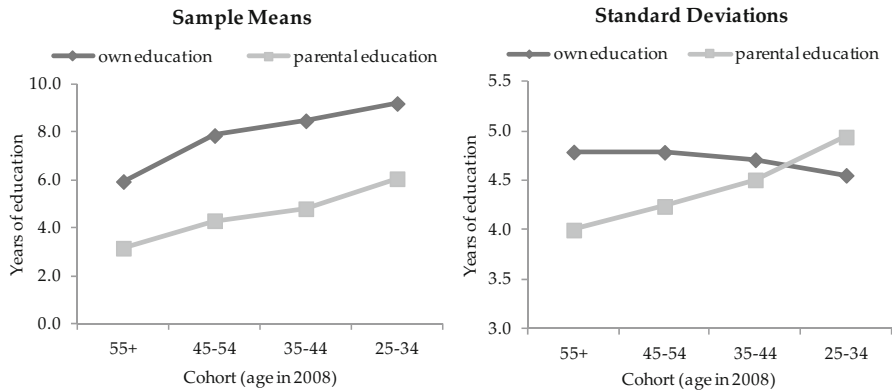 Sample Means
own education
parental education
Years of education
10.0
8.0
6.0
4.0
2.0
0.0
55+
45-54
35-44
25-34
Cohort (age in 2008)
Standard Deviations
own education
parental education
Years of education
5.5
5.0
4.5
4.0
3.5
3.0
55+
45-54
35-44
25-34
Cohort (age in 2008)